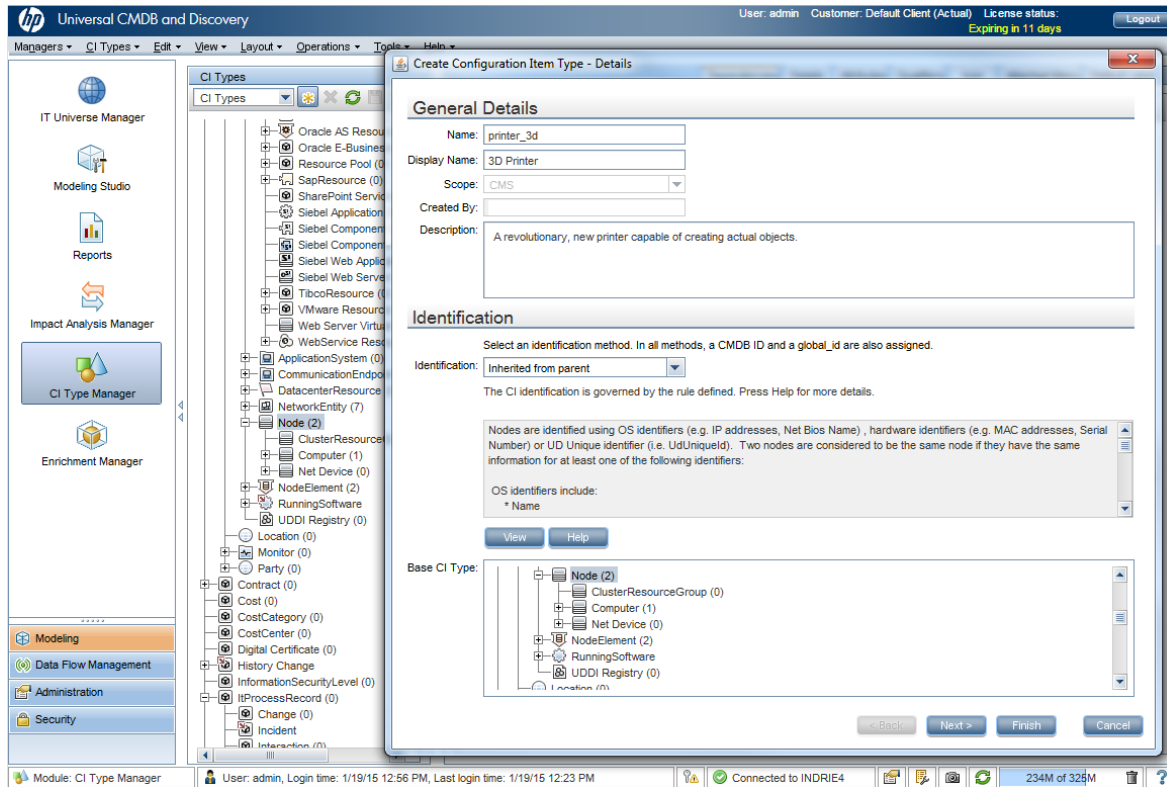 hp Universal CMDB and Discovery
User: admin Customer: Default Client (Actual) License status:
Expiring in 11 days
Logout
Managers CI Types Edit View Layout Operations Tools Help
IT Universe Manager
Modeling Studio
Reports
Impact Analysis Manager
CI Type Manager
Enrichment Manager
Modeling
Data Flow Management
Administration
Security
CI Types
CI Types
Oracle AS Resou
Oracle E-Busines
Resource Pool (0
SapResource (0)
SharePoint Servic
Siebel Application
Siebel Componen
Siebel Componen
Siebel Web Applic
Siebel Web Serve
TibcoResource (0
VMware Resourc
Web Server Virtua
WebService Reso
ApplicationSystem (0)
CommunicationEndpo
DatacenterResource
NetworkEntity (7)
Node (2)
ClusterResource
Computer (1)
Net Device (0)
NodeElement (2)
RunningSoftware
UDDI Registry (0)
Location (0)
Monitor (0)
Party (0)
Contract (0)
Cost (0)
CostCategory (0)
CostCenter (0)
Digital Certificate (0)
History Change
InformationSecurityLevel (0)
ItProcessRecord (0)
Change (0)
Incident
Interaction (0)
Create Configuration Item Type - Details
General Details
Name: printer_3d
Display Name: 3D Printer
Scope: CMS
Created By:
Description: A revolutionary, new printer capable of creating actual objects.
Identification
Select an identification method. In all methods, a CMDB ID and a global_id are also assigned.
Identification: Inherited from parent
The CI identification is governed by the rule defined. Press Help for more details.
Nodes are identified using OS identifiers (e.g. IP addresses, Net Bios Name) , hardware identifiers (e.g. MAC addresses, Serial
Number) or UD Unique identifier (i.e. UdUniqueId). Two nodes are considered to be the same node if they have the same
information for at least one of the following identifiers:
OS identifiers include:
* Name
View Help
Base CI Type:
Node (2)
ClusterResourceGroup (0)
Computer (1)
Net Device (0)
NodeElement (2)
RunningSoftware
UDDI Registry (0)
Location (0)
< Back Next > Finish Cancel
Module: CI Type Manager
User: admin, Login time: 1/19/15 12:56 PM, Last login time: 1/19/15 12:23 PM
Connected to INDRIE4
234M of 325M
?